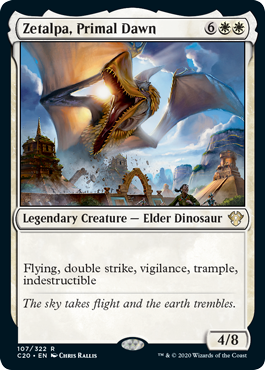 Zetalpa, Primal Dawn 6
Legendary Creature — Elder Dinosaur
Flying, double strike, vigilance, trample,
indestructible
The sky takes flight and the earth trembles.
4/8
107/322 R
C20 • EN Chris Rallis ™ & © 2020 Wizards of the Coast